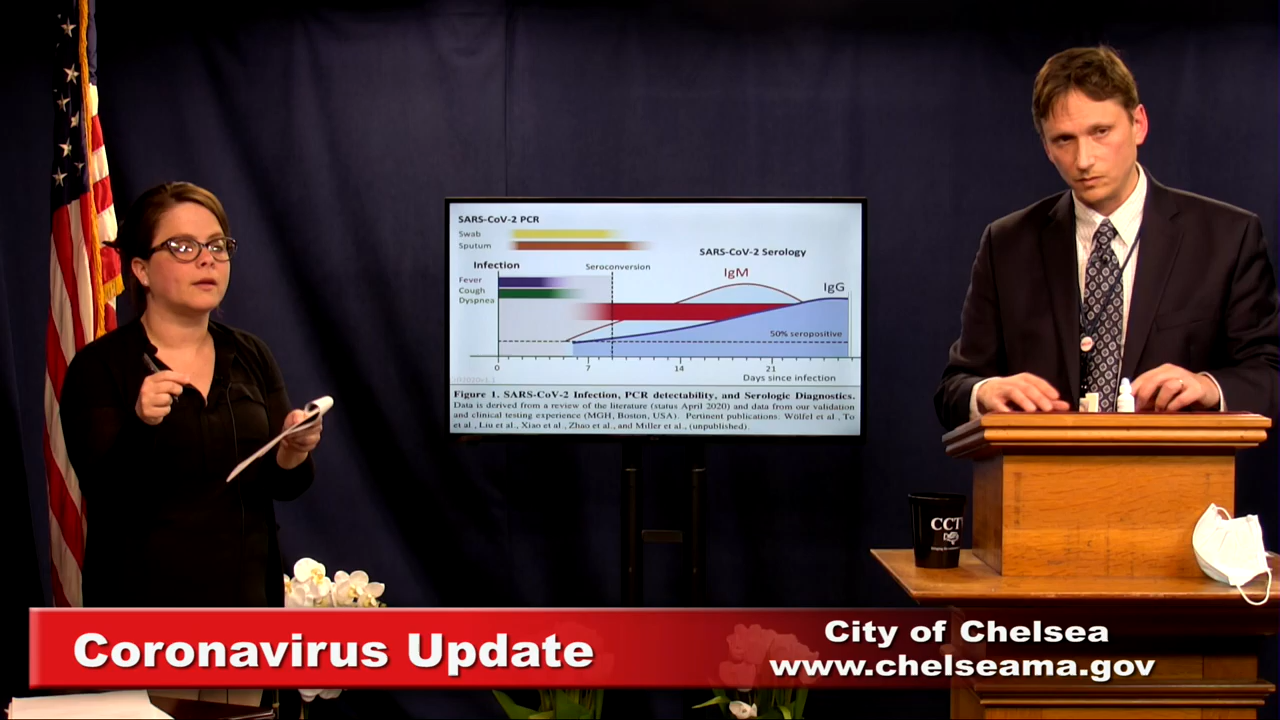 SARS-CoV-2 PCR
Swab
Sputum
SARS-CoV-2 Serology
Infection
Seroconversion
IgM
IgG
Fever
Cough
Dyspnea
50% seropositive
0 7 14 21
Days since infection
Figure 1. SARS-CoV-2 Infection, PCR detectability, and Serologic Diagnostics.
Data is derived from a review of the literature (status April 2020) and data from our validation
and clinical testing experience (MGH, Boston, USA). Pertinent publications. Wölfel et al., To
et al., Liu et al., Xiao et al., Zhao et al., and Miller et al., (unpublished).
CCTV
Coronavirus Update
City of Chelsea
www.chelseama.gov